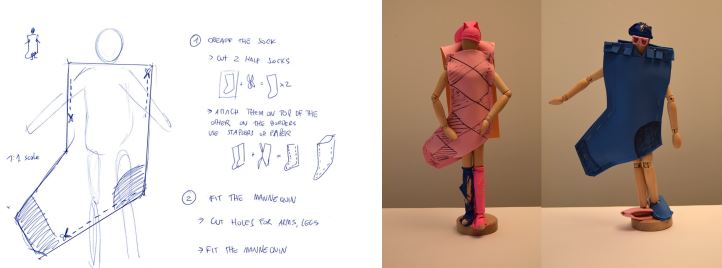 1 CREATE THE SOCK
> CUT 2 HALF SOCKS
+ = x2
> ATTACH THEM ON TOP OF THE
OTHER ON THE BORDERS
USE STAPLERS OR PAPER
+ =
1:1 scale
2 FIT THE MANNEQUIN
> CUT HOLES FOR ARMS, LEGS
> FIT THE MANNEQUIN